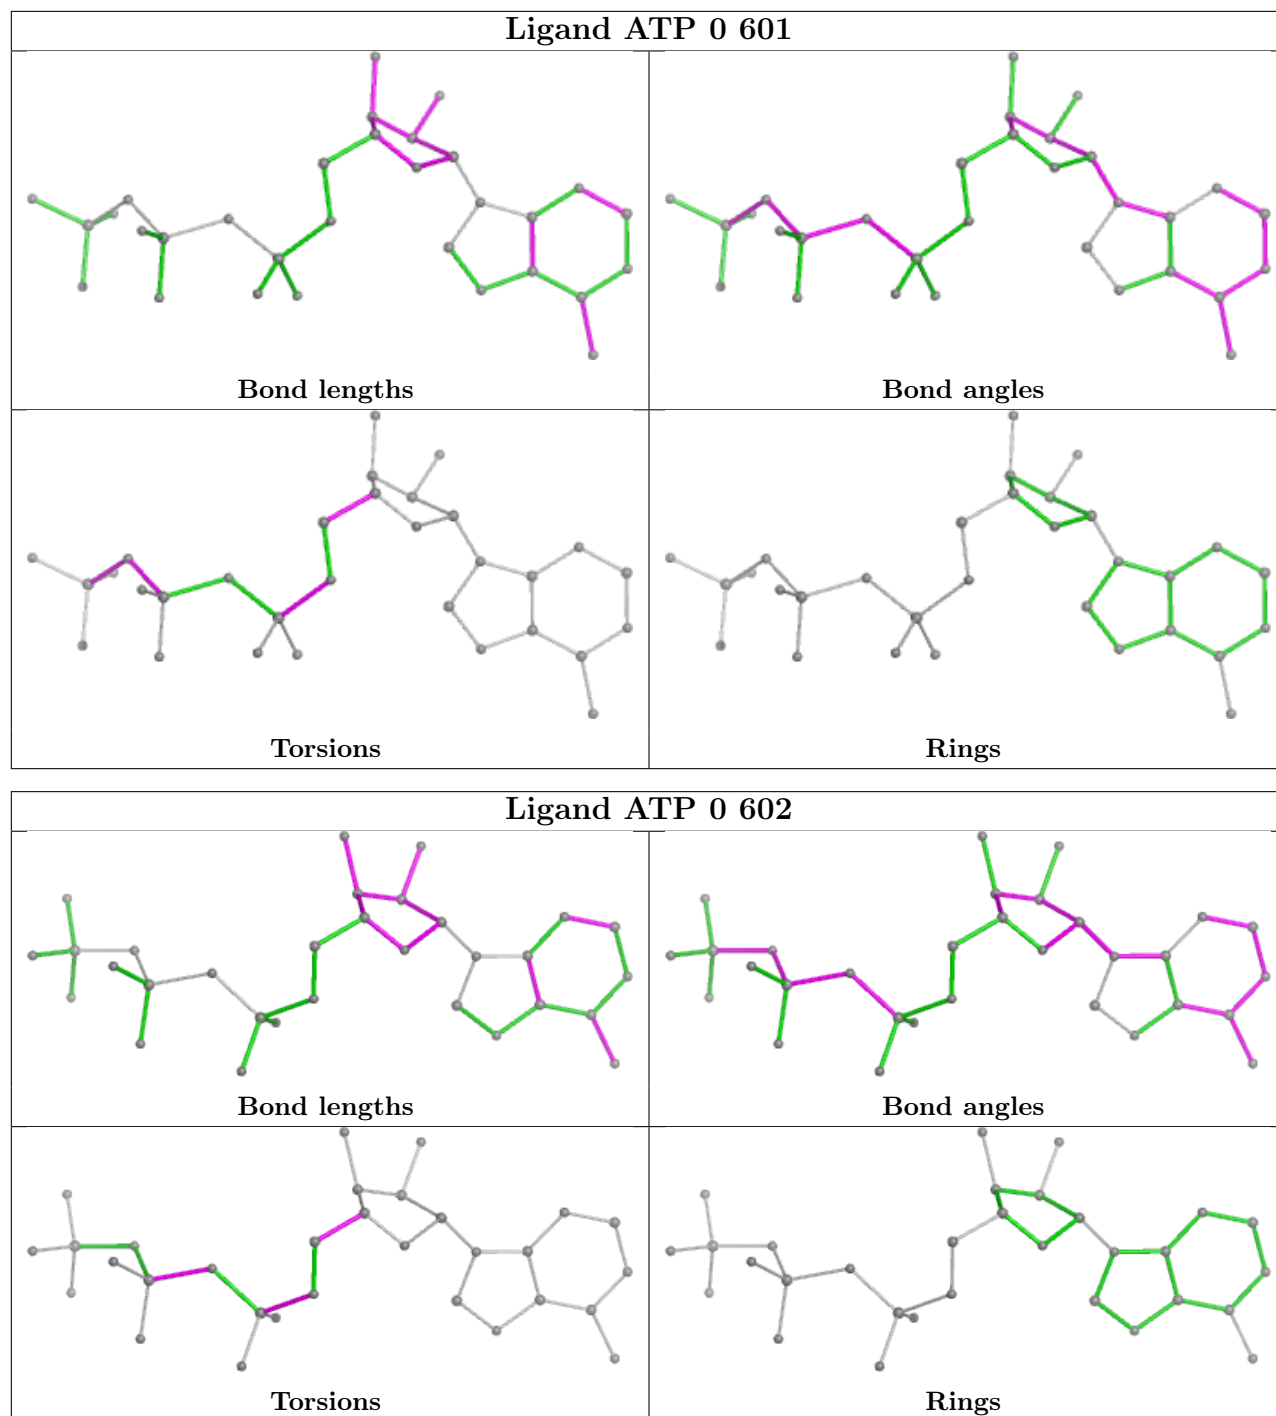 Ligand ATP 0 601
Bond lengths
Bond angles
Torsions
Rings
Ligand ATP 0 602
Bond lengths
Bond angles
Torsions
Rings